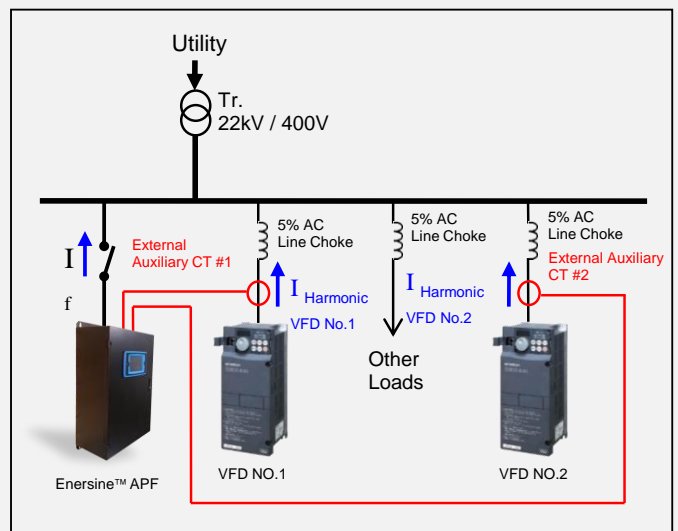 Utility
Tr.
22kV / 400V
5% AC
Line Choke
5% AC
Line Choke
5% AC
Line Choke
External
Auxiliary CT #1
External Auxiliary
CT #2
I
f
I Harmonic
VFD No.1
I Harmonic
VFD No.2
Other
Loads
Enersine™ APF
VFD NO.1
VFD NO.2